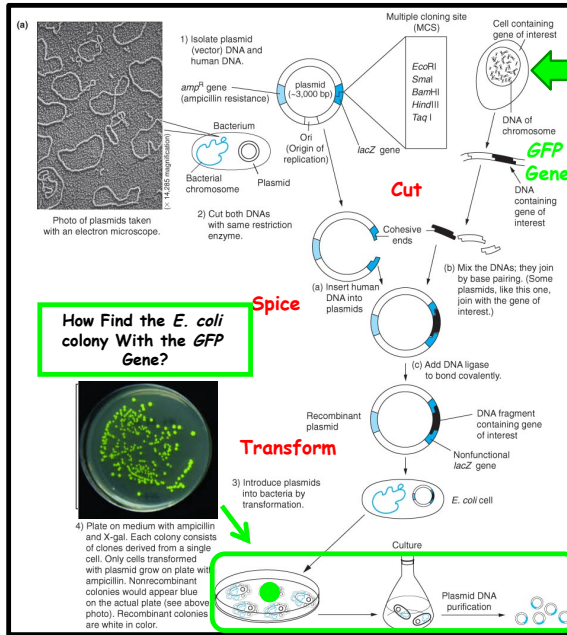 (a)
1) Isolate plasmid
(vector) DNA and
human DNA.
Multiple cloning site
(MCS)
EcoRI
SmaI
BamHI
HindIII
Taq I
Cell containing
gene of interest
ampR gene
(ampicillin resistance)
plasmid
(~3,000 bp)
Ori
(Origin of
replication)
lacZ gene
DNA
of chromosome
GFP
Gene
DNA
containing
gene of
interest
Bacterium
Bacterial
chromosome
Plasmid
(× 14,285 magnification)
Photo of plasmids taken
with an electron microscope.
Cut
2) Cut both DNAs
with same restriction
enzyme.
Cohesive
ends
(a) Insert human
DNA into
plasmids
(b) Mix the DNAs; they join
by base pairing. (Some
plasmids, like this one,
join with the gene of
interest.)
Spice
How Find the E. coli
colony With the GFP
Gene?
(c) Add DNA ligase
to bond covalently.
Recombinant
plasmid
DNA fragment
containing gene
of interest
Nonfunctional
lacZ gene
Transform
3) Introduce plasmids
into bacteria by
transformation.
E. coli cell
4) Plate on medium with ampicillin
and X-gal. Each colony consists
of clones derived from a single
cell. Only cells transformed
with plasmid grow on plate with
ampicillin. Nonrecombinant
colonies would appear blue
on the actual plate (see above
photo). Recombinant colonies
are white in color.
Culture
Plasmid DNA
purification